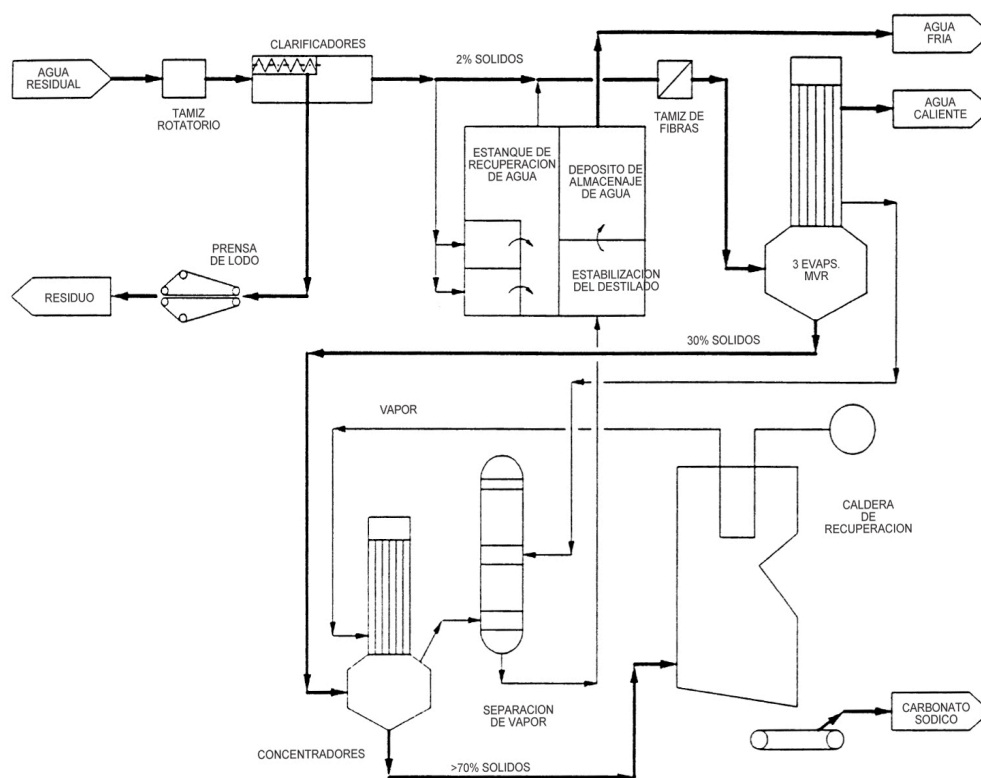 CLARIFICADORES
2% SOLIDOS
AGUA
FRIA
AGUA
RESIDUAL
TAMIZ
ROTATORIO
TAMIZ DE
FIBRAS
AGUA
CALIENTE
ESTANQUE DE
RECUPERACION
DE AGUA
DEPOSITO DE
ALMACENAJE
DE AGUA
PRENSA
DE LODO
RESIDUO
ESTABILIZACION
DEL DESTILADO
3 EVAPS.
MVR
30% SOLIDOS
VAPOR
CALDERA
DE
RECUPERACION
SEPARACION
DE VAPOR
CARBONATO
SODICO
CONCENTRADORES
>70% SOLIDOS